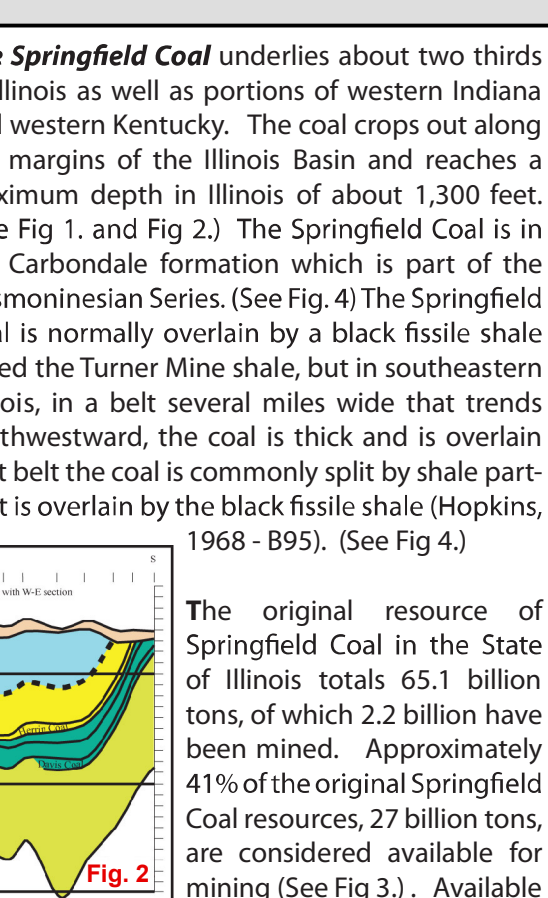 e Springfield Coal underlies about two thirds
llinois as well as portions of western Indiana
l western Kentucky. The coal crops out along
margins of the Illinois Basin and reaches a
ximum depth in Illinois of about 1,300 feet.
e Fig 1. and Fig 2.) The Springfield Coal is in
Carbondale formation which is part of the
smoninesian Series. (See Fig. 4) The Springfield
al is normally overlain by a black fissile shale
ed the Turner Mine shale, but in southeastern
ois, in a belt several miles wide that trends
thwestward, the coal is thick and is overlain
t belt the coal is commonly split by shale part-
t is overlain by the black fissile shale (Hopkins,
1968 - B95). (See Fig 4.)
S
with W-E section
Herrin Coal
Davis Coal
Fig. 2
The original resource of
Springfield Coal in the State
of Illinois totals 65.1 billion
tons, of which 2.2 billion have
been mined. Approximately
41% of the original Springfield
Coal resources, 27 billion tons,
are considered available for
mining (See Fig 3.) . Available